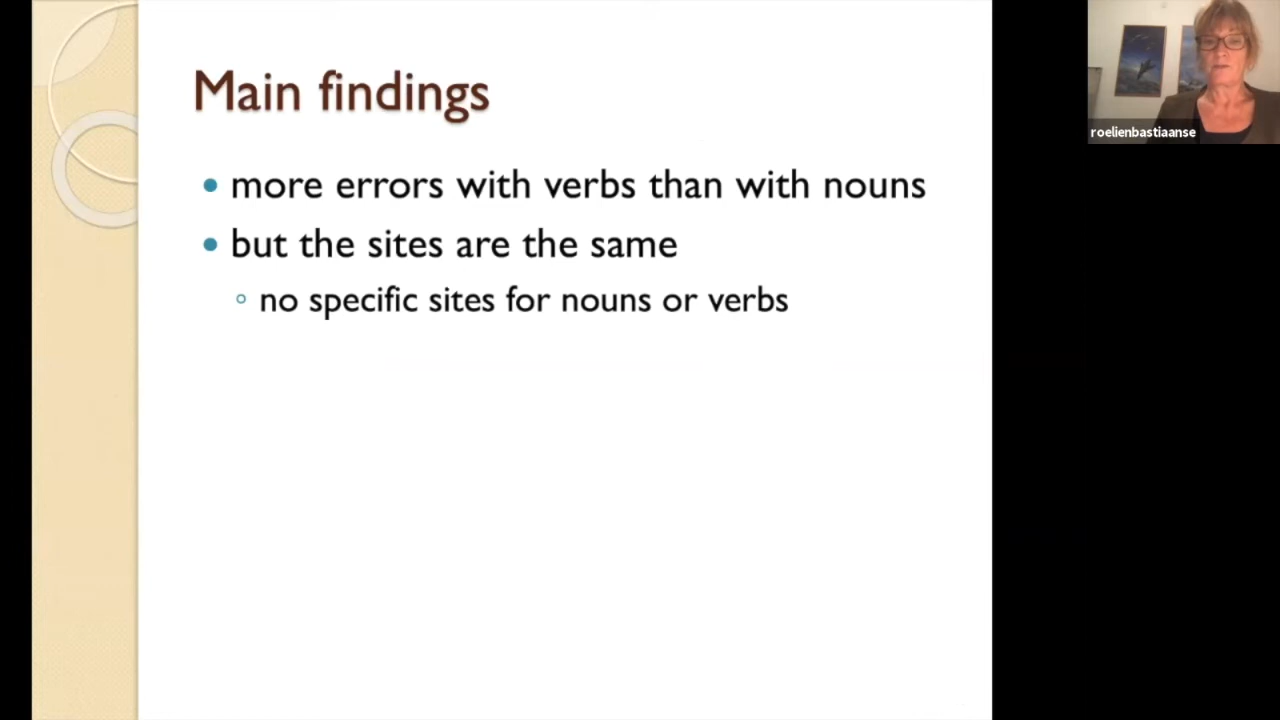 Main findings
more errors with verbs than with nouns
but the sites are the same
no specific sites for nouns or verbs
roelienbastiaanse